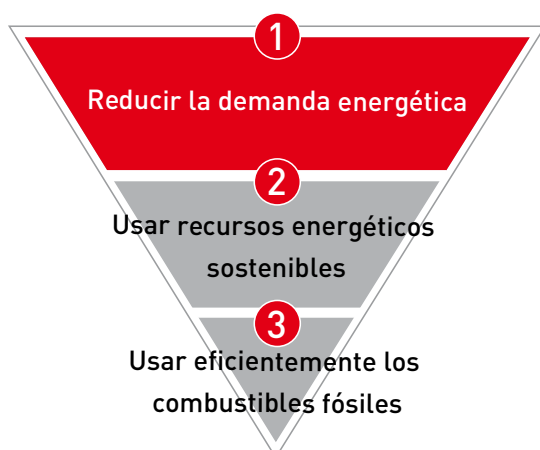 1
Reducir la demanda energética
2
Usar recursos energéticos
sostenibles
3
Usar eficientemente los
combustibles fósiles